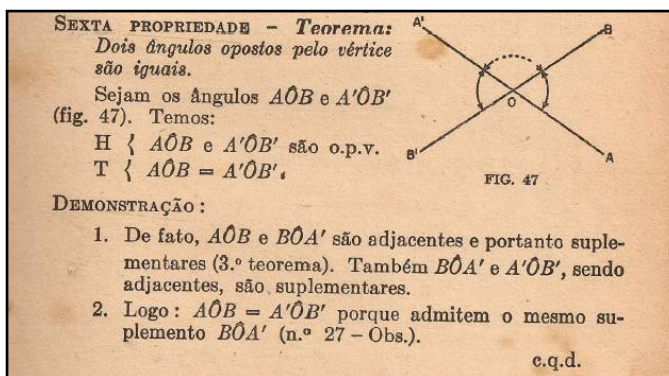 SEXTA PROPRIEDADE – Teorema:
Dois ângulos opostos pelo vértice
são iguais.
Sejam os ângulos AÔB e A'ÔB'
(fig. 47). Temos:
H { AÔB e A'ÔB' são o.p.v.
T { AÔB = A'ÔB'.
A'
B
O
B'
A
FIG. 47
DEMONSTRAÇÃO:
1. De fato, AÔB e BÔA' são adjacentes e portanto suple-
mentares (3.º teorema). Também BÔA' e A'ÔB', sendo
adjacentes, são suplementares.
2. Logo: AÔB = A'ÔB' porque admitem o mesmo su-
plemento BÔA' (n.º 27 – Obs.).
c.q.d.